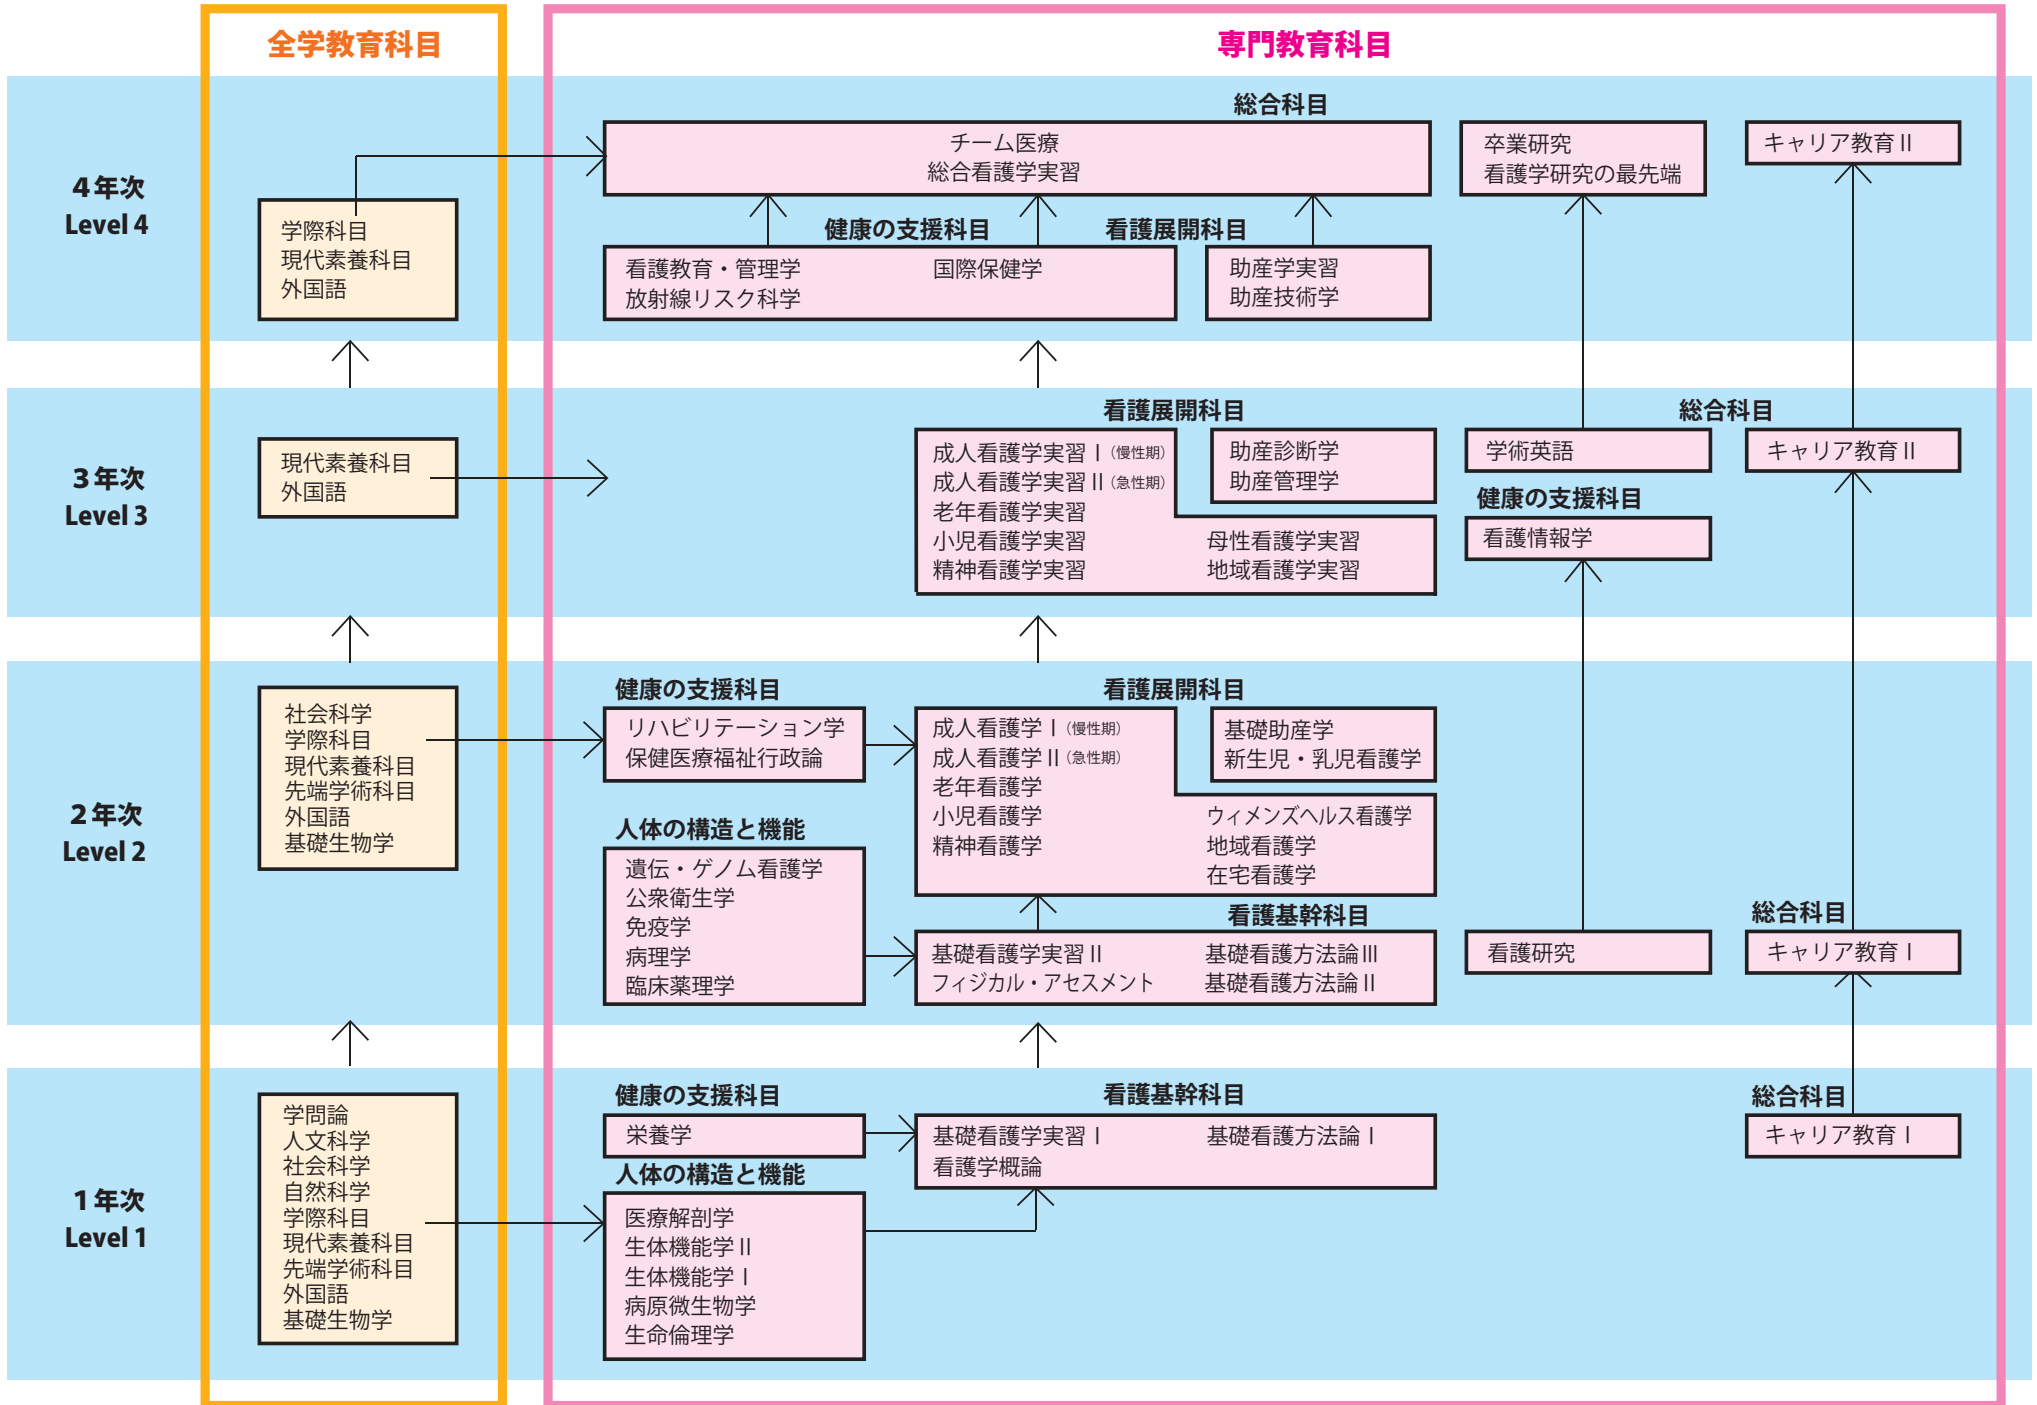 全学教育科目
専門教育科目
4年次
Level 4
学際科目
現代素養科目
外国語
総合科目
チーム医療
総合看護学実習
卒業研究
看護学研究の最先端
キャリア教育Ⅱ
健康の支援科目
看護教育・管理学
国際保健学
放射線リスク科学
看護展開科目
助産学実習
助産技術学
3年次
Level 3
現代素養科目
外国語
看護展開科目
成人看護学実習Ⅰ(慢性期)
成人看護学実習Ⅱ(急性期)
老年看護学実習
小児看護学実習
精神看護学実習
母性看護学実習
地域看護学実習
助産診断学
助産管理学
総合科目
学術英語
キャリア教育Ⅱ
健康の支援科目
看護情報学
2年次
Level 2
社会科学
学際科目
現代素養科目
先端学術科目
外国語
基礎生物学
健康の支援科目
リハビリテーション学
保健医療福祉行政論
人体の構造と機能
遺伝・ゲノム看護学
公衆衛生学
免疫学
病理学
臨床薬理学
看護展開科目
成人看護学Ⅰ(慢性期)
成人看護学Ⅱ(急性期)
老年看護学
小児看護学
精神看護学
ウィメンズヘルス看護学
地域看護学
在宅看護学
基礎助産学
新生児・乳児看護学
看護基幹科目
基礎看護学実習Ⅱ
基礎看護方法論Ⅲ
フィジカル・アセスメント
基礎看護方法論Ⅱ
看護研究
総合科目
キャリア教育Ⅰ
1年次
Level 1
学問論
人文科学
社会科学
自然科学
学際科目
現代素養科目
先端学術科目
外国語
基礎生物学
健康の支援科目
栄養学
人体の構造と機能
医療解剖学
生体機能学Ⅱ
生体機能学Ⅰ
病原微生物学
生命倫理学
看護基幹科目
基礎看護学実習Ⅰ
基礎看護方法論Ⅰ
看護学概論
総合科目
キャリア教育Ⅰ